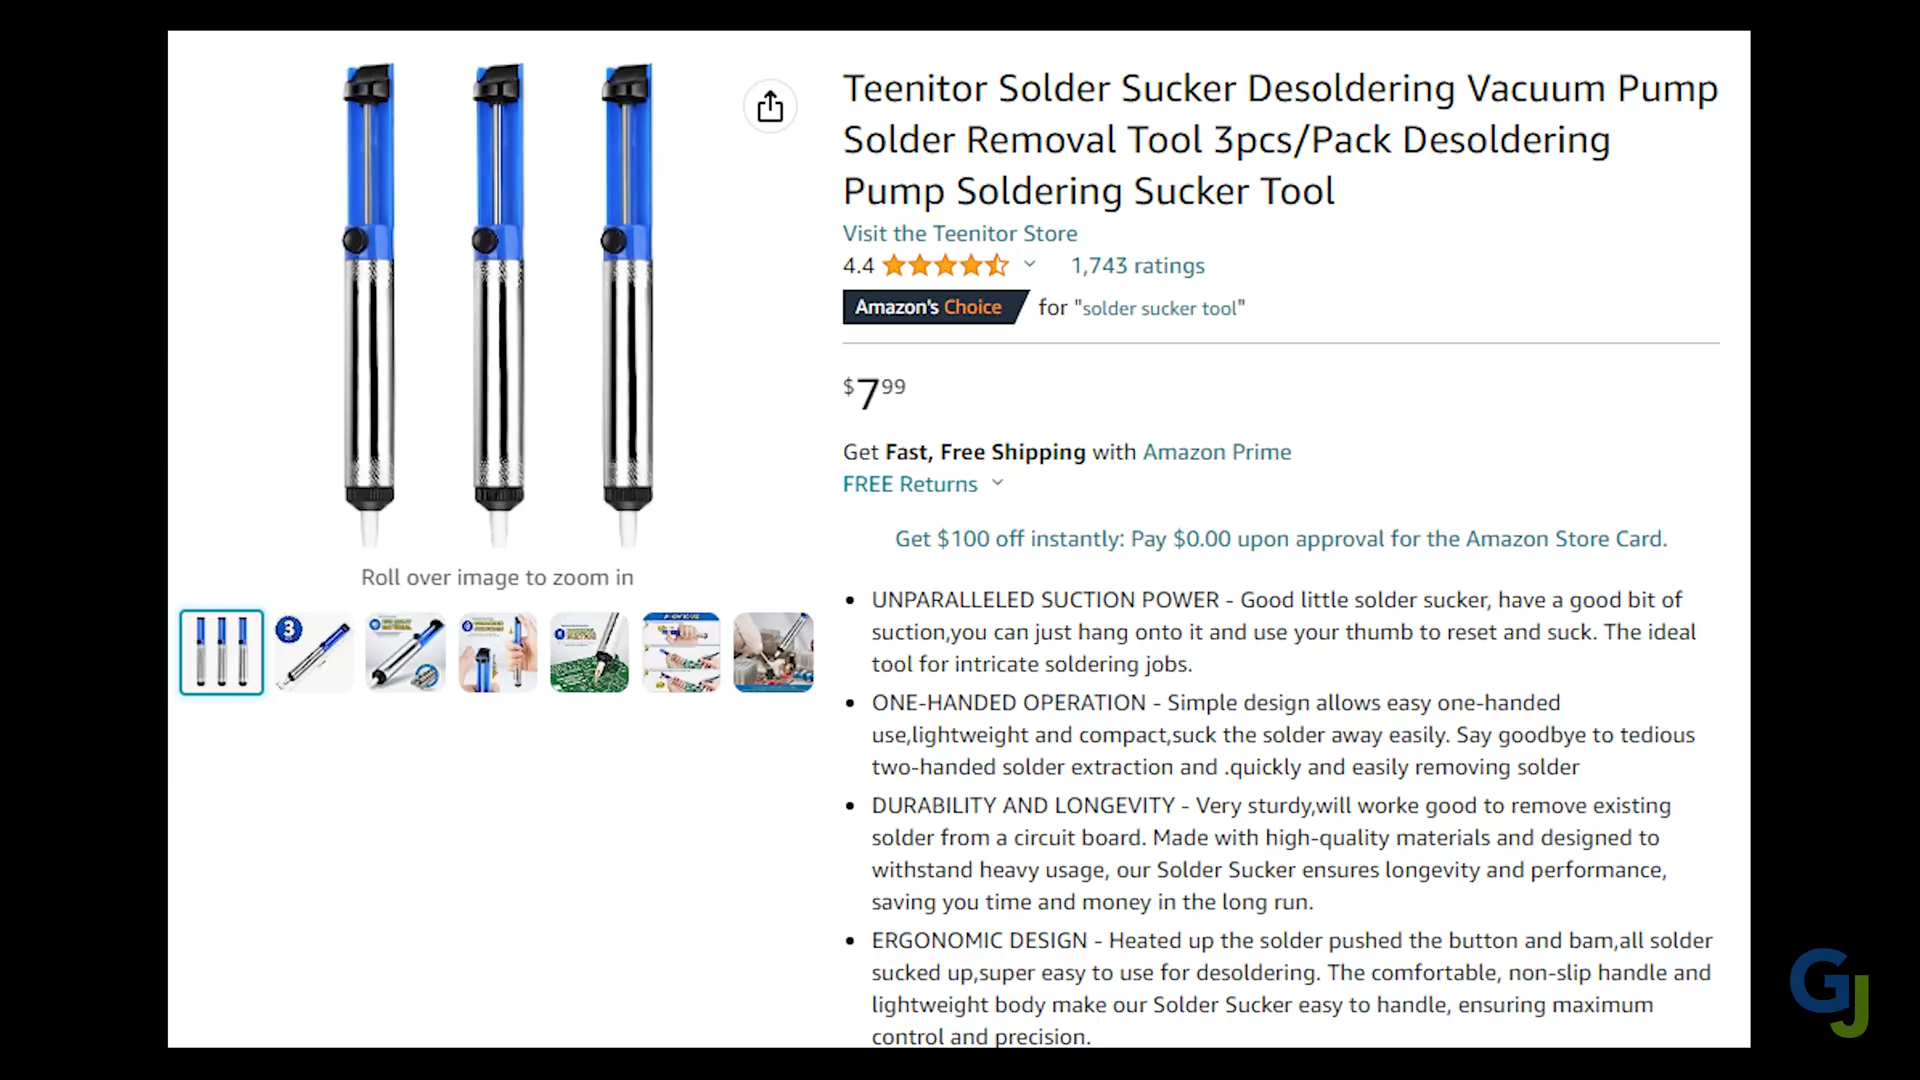 Teenitor Solder Sucker Desoldering Vacuum Pump
Solder Removal Tool 3pcs/Pack Desoldering
Pump Soldering Sucker Tool
Visit the Teenitor Store
4.4 1,743 ratings
Amazon's Choice for "solder sucker tool"
$7 99
Get Fast, Free Shipping with Amazon Prime
FREE Returns
Get $100 off instantly: Pay $0.00 upon approval for the Amazon Store Card.
Roll over image to zoom in
3
• UNPARALLELED SUCTION POWER - Good little solder sucker, have a good bit of
suction,you can just hang onto it and use your thumb to reset and suck. The ideal
tool for intricate soldering jobs.
• ONE-HANDED OPERATION - Simple design allows easy one-handed
use,lightweight and compact,suck the solder away easily. Say goodbye to tedious
two-handed solder extraction and .quickly and easily removing solder
• DURABILITY AND LONGEVITY - Very sturdy,will worke good to remove existing
solder from a circuit board. Made with high-quality materials and designed to
withstand heavy usage, our Solder Sucker ensures longevity and performance,
saving you time and money in the long run.
• ERGONOMIC DESIGN - Heated up the solder pushed the button and bam,all solder
sucked up,super easy to use for desoldering. The comfortable, non-slip handle and
lightweight body make our Solder Sucker easy to handle, ensuring maximum
control and precision.
GJ